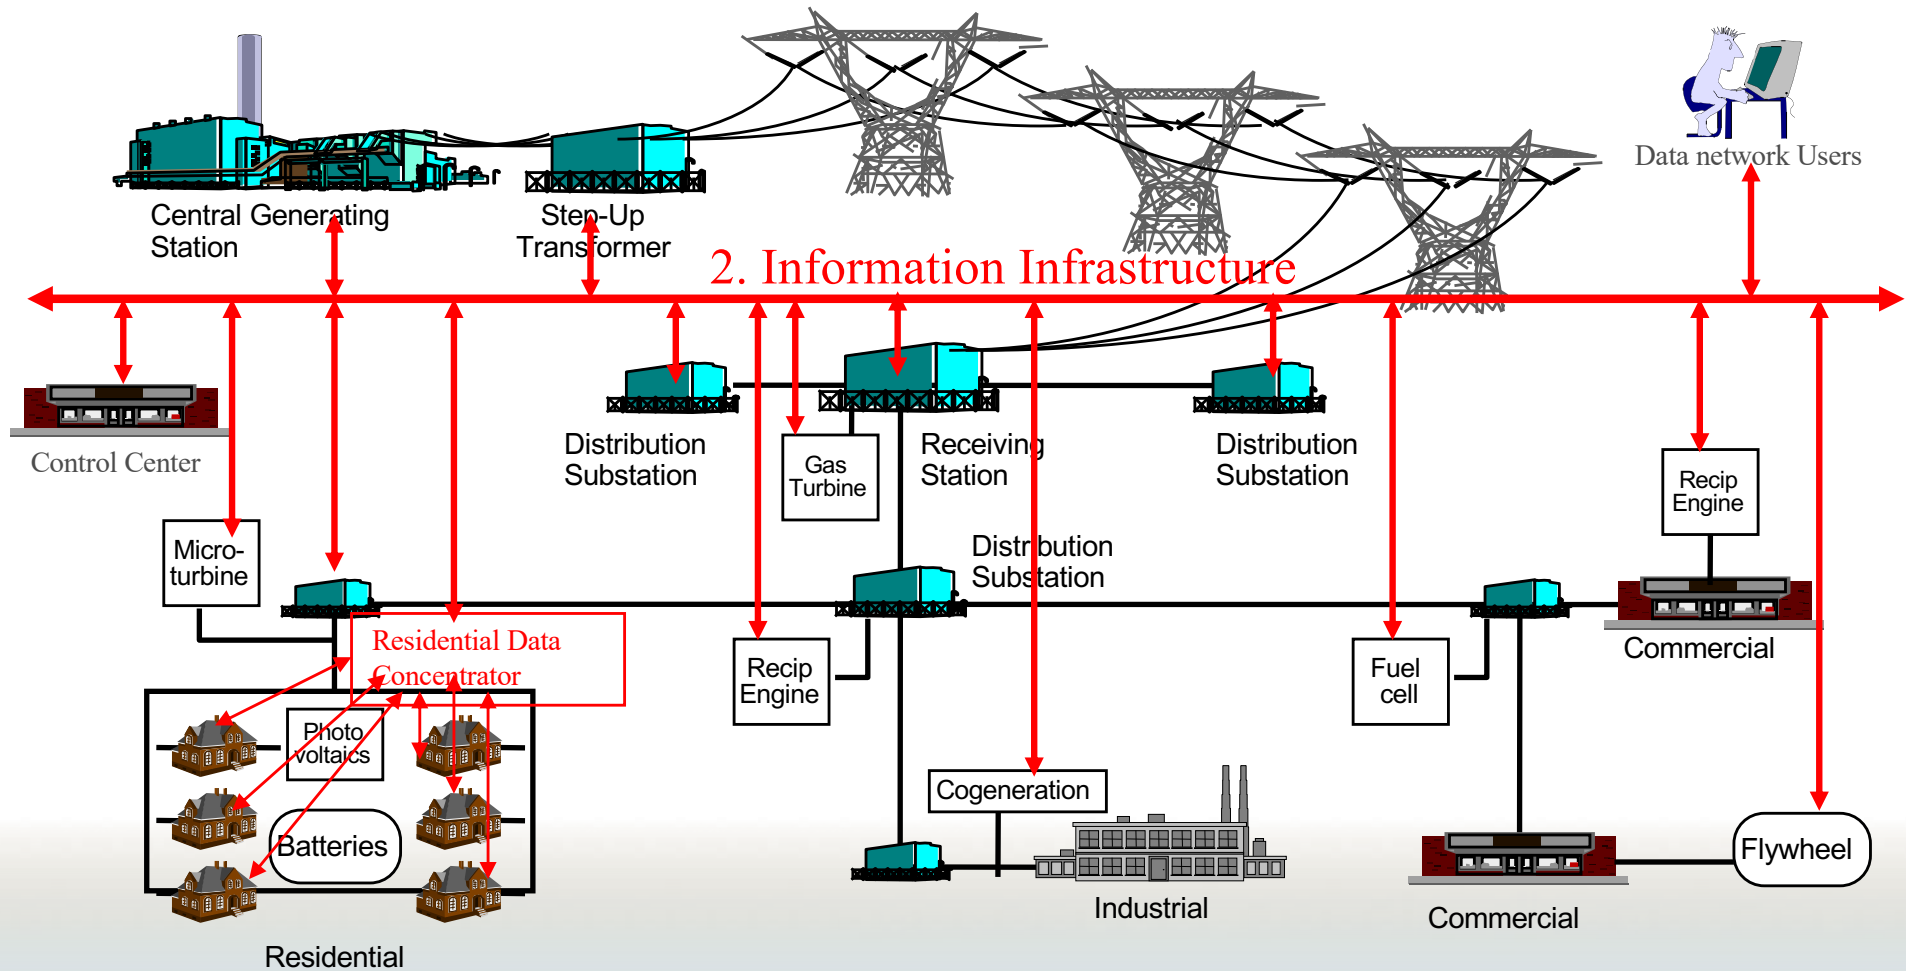 Data network Users
Central Generating
Station
Step-Up
Transformer
2. Information Infrastructure
Control Center
Distribution
Substation
Gas
Turbine
Receiving
Station
Distribution
Substation
Recip
Engine
Micro-
turbine
Distribution
Substation
Residential Data
Concentrator
Commercial
Recip
Engine
Fuel
cell
Photo
voltaics
Cogeneration
Batteries
Flywheel
Industrial
Commercial
Residential